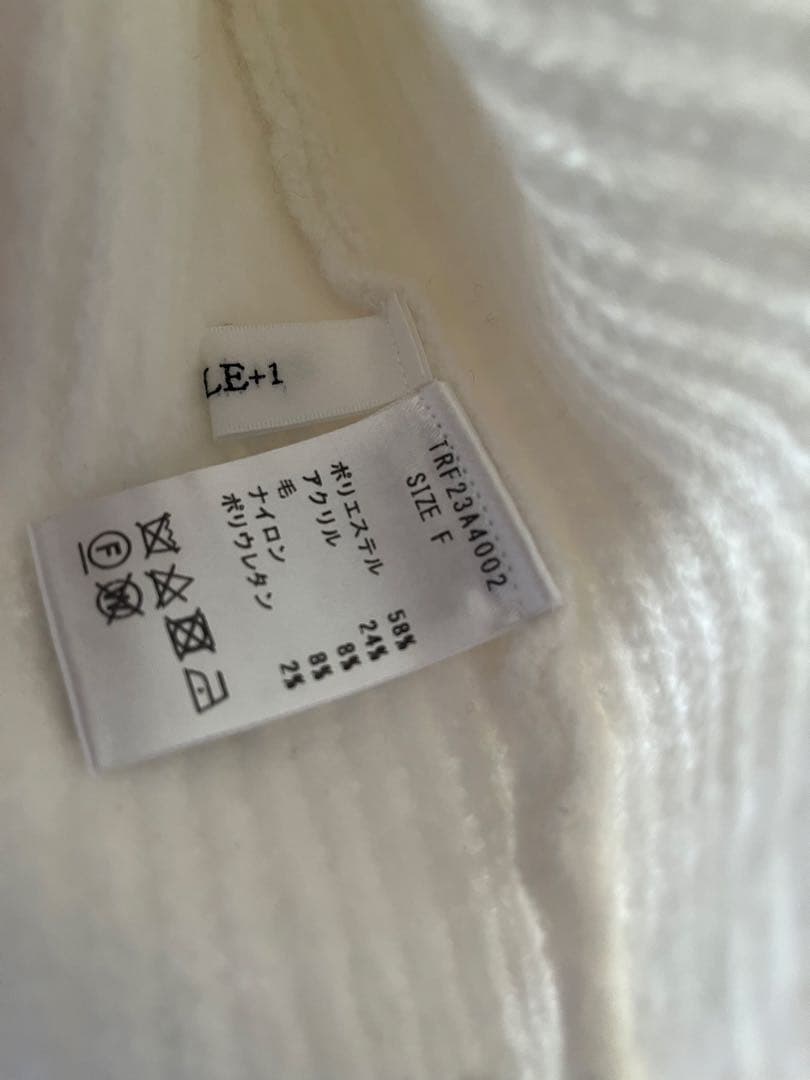 LE+1
TRF23A4002
SIZE F
ポリエステル 58%
アクリル 24%
毛 8%
ナイロン 8%
ポリウレタン 2%
F
W